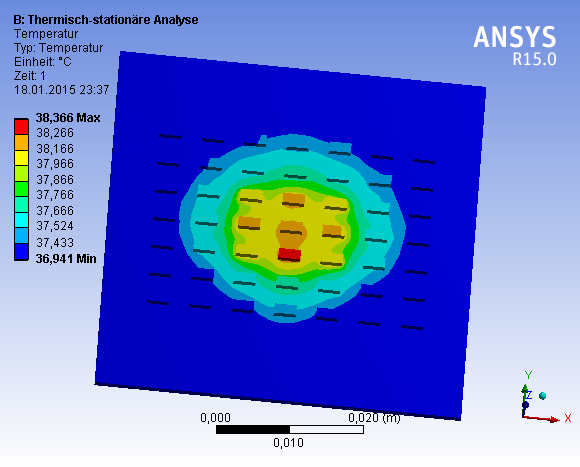 B: Thermisch-stationäre Analyse
Temperatur
Typ: Temperatur
Einheit: °C
Zeit: 1
18.01.2015 23:37
38,366 Max
38,266
38,166
37,966
37,866
37,766
37,666
37,524
37,433
36,941 Min
ANSYS
R15.0
0,000
0,020 (m)
0,010
Y
Z
X